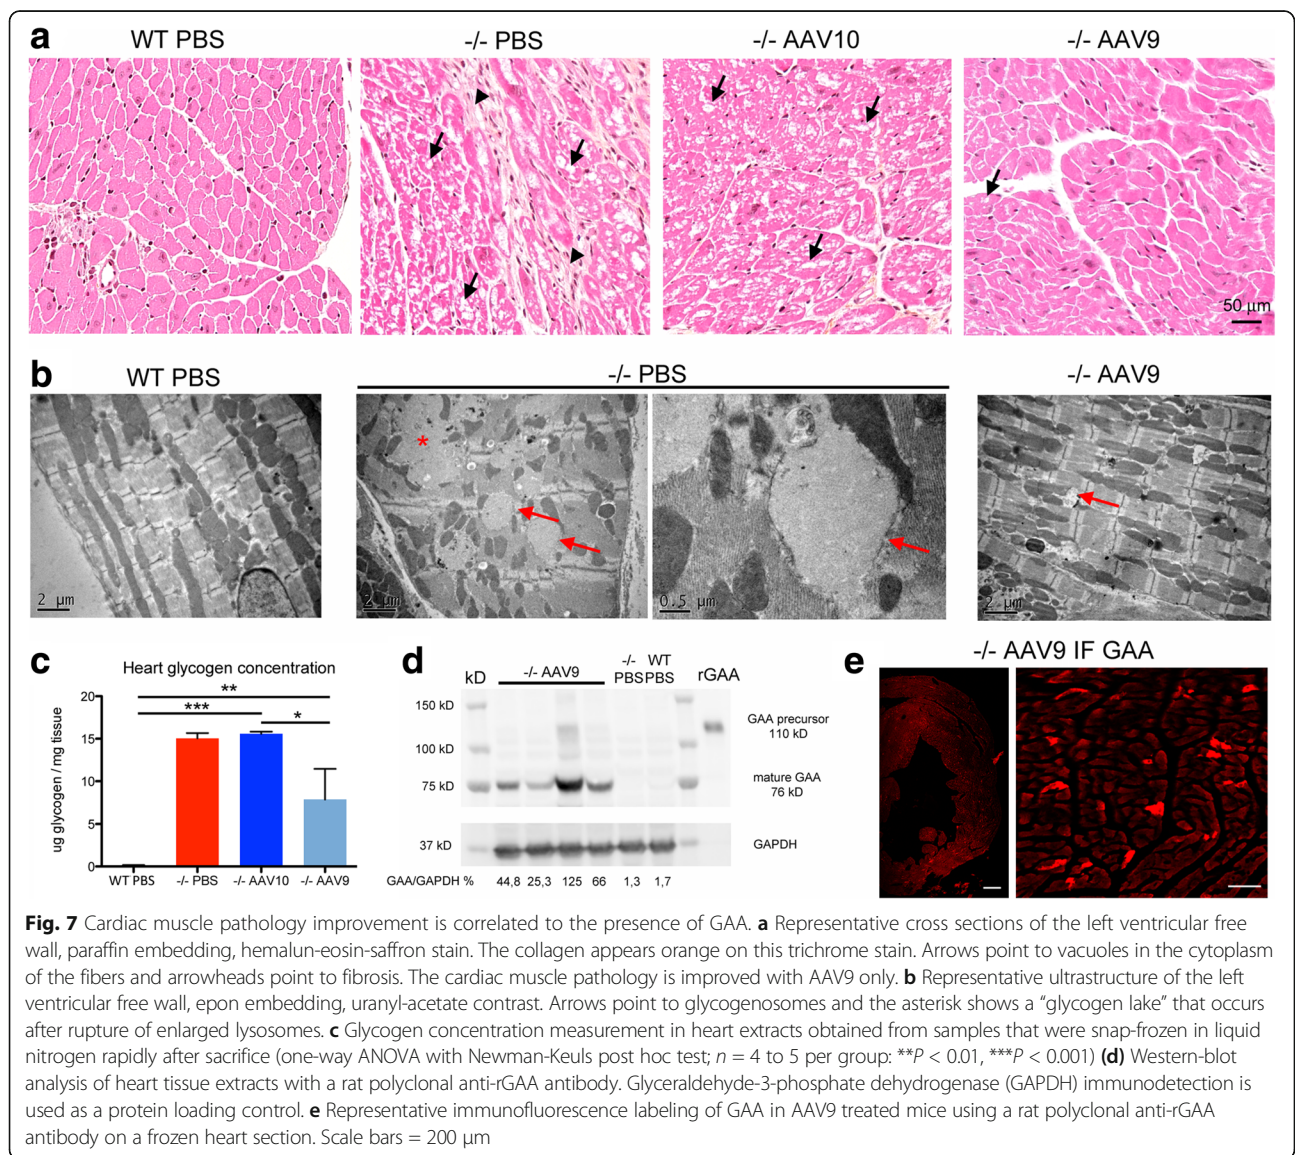 a
WT PBS
-/- PBS
-/- AAV10
-/- AAV9
50 µm
b
WT PBS
-/- PBS
-/- AAV9
*
2 µm
2 µm
0.5 µm
2 µm
c
Heart glycogen concentration
ug glycogen / mg tissue
20
15
10
5
0
**
***
*
WT PBS
-/- PBS
-/- AAV10
-/- AAV9
d
kD
-/- AAV9
-/- PBS
WT PBS
rGAA
150 kD
100 kD
75 kD
37 kD
GAA precursor
110 kD
mature GAA
76 kD
GAPDH
GAA/GAPDH % 44,8 25,3 125 66 1,3 1,7
e
-/- AAV9 IF GAA
Fig. 7 Cardiac muscle pathology improvement is correlated to the presence of GAA. a Representative cross sections of the left ventricular free
wall, paraffin embedding, hemalun-eosin-saffron stain. The collagen appears orange on this trichrome stain. Arrows point to vacuoles in the cytoplasm
of the fibers and arrowheads point to fibrosis. The cardiac muscle pathology is improved with AAV9 only. b Representative ultrastructure of the left
ventricular free wall, epon embedding, uranyl-acetate contrast. Arrows point to glycogenosomes and the asterisk shows a “glycogen lake” that occurs
after rupture of enlarged lysosomes. c Glycogen concentration measurement in heart extracts obtained from samples that were snap-frozen in liquid
nitrogen rapidly after sacrifice (one-way ANOVA with Newman-Keuls post hoc test; n = 4 to 5 per group: **P < 0.01, ***P < 0.001) (d) Western-blot
analysis of heart tissue extracts with a rat polyclonal anti-rGAA antibody. Glyceraldehyde-3-phosphate dehydrogenase (GAPDH) immunodetection is
used as a protein loading control. e Representative immunofluorescence labeling of GAA in AAV9 treated mice using a rat polyclonal anti-rGAA
antibody on a frozen heart section. Scale bars = 200 µm